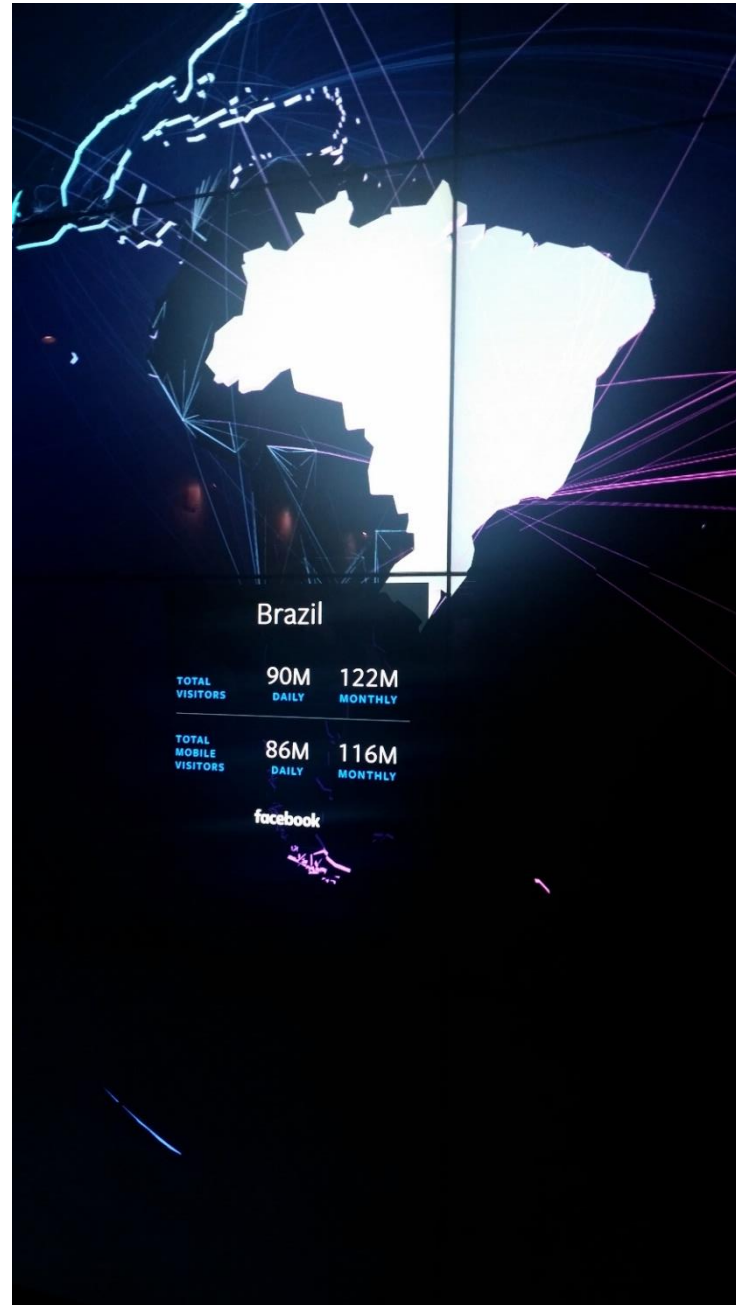 Brazil
TOTAL VISITORS 90M DAILY 122M MONTHLY
TOTAL MOBILE VISITORS 86M DAILY 116M MONTHLY
facebook